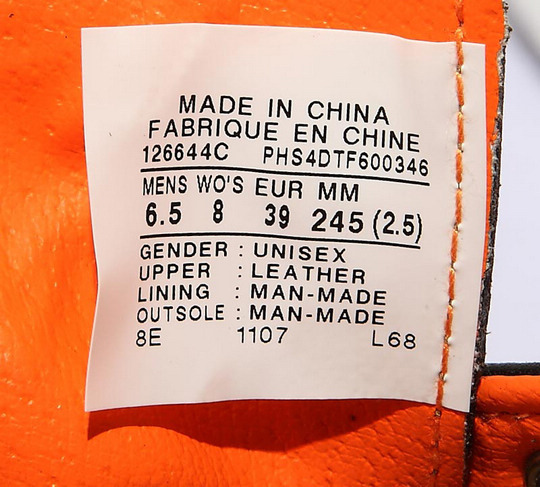 MADE IN CHINA
FABRIQUE EN CHINE
126644C PHS4DTF600346
MENS WO'S EUR MM
6.5 8 39 245 (2.5)
GENDER : UNISEX
UPPER : LEATHER
LINING : MAN-MADE
OUTSOLE : MAN-MADE
8E 1107 L68